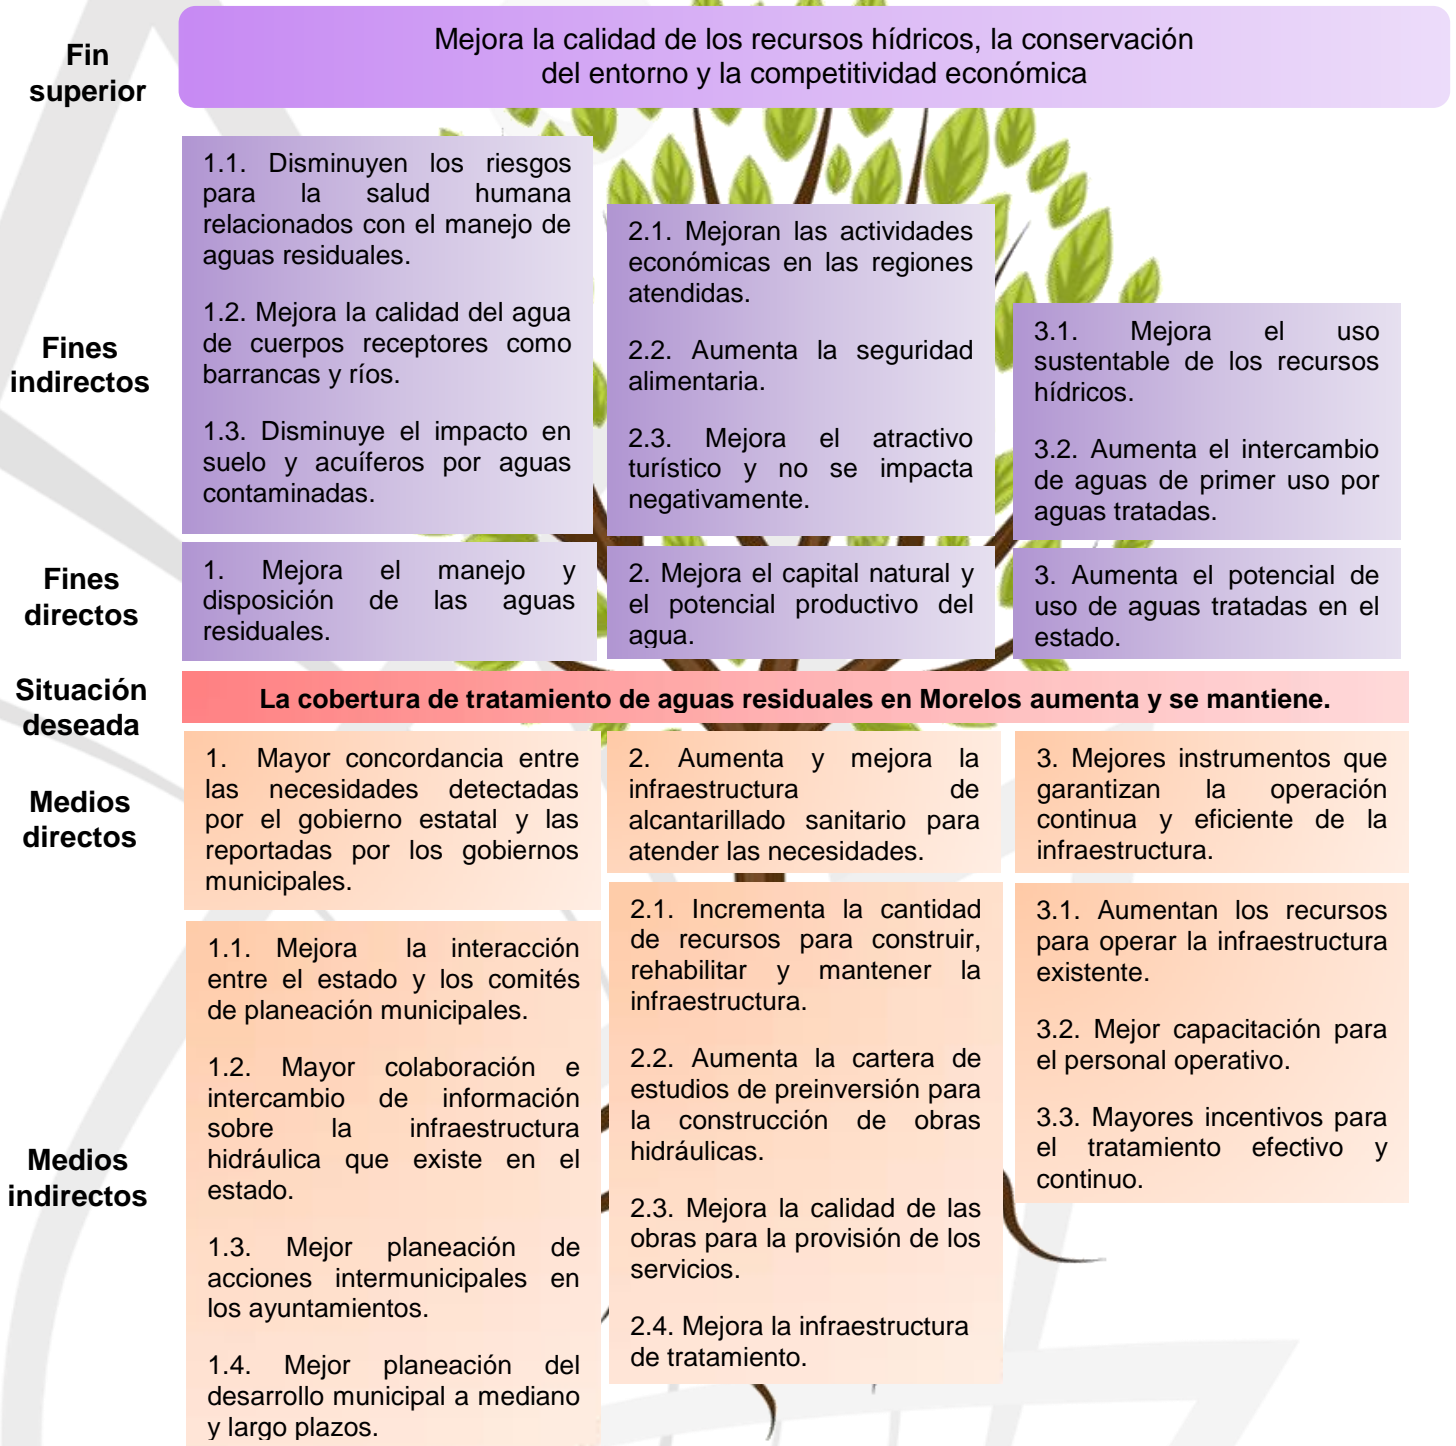 Fin
superior
Mejora la calidad de los recursos hídricos, la conservación
del entorno y la competitividad económica
Fines
indirectos
1.1. Disminuyen los riesgos
para la salud humana
relacionados con el manejo de
aguas residuales.
1.2. Mejora la calidad del agua
de cuerpos receptores como
barrancas y ríos.
1.3. Disminuye el impacto en
suelo y acuíferos por aguas
contaminadas.
2.1. Mejoran las actividades
económicas en las regiones
atendidas.
2.2. Aumenta la seguridad
alimentaria.
2.3. Mejora el atractivo
turístico y no se impacta
negativamente.
3.1. Mejora el uso
sustentable de los recursos
hídricos.
3.2. Aumenta el intercambio
de aguas de primer uso por
aguas tratadas.
Fines
directos
1. Mejora el manejo y
disposición de las aguas
residuales.
2. Mejora el capital natural y
el potencial productivo del
agua.
3. Aumenta el potencial de
uso de aguas tratadas en el
estado.
Situación
deseada
La cobertura de tratamiento de aguas residuales en Morelos aumenta y se mantiene.
Medios
directos
1. Mayor concordancia entre
las necesidades detectadas
por el gobierno estatal y las
reportadas por los gobiernos
municipales.
2. Aumenta y mejora la
infraestructura de
alcantarillado sanitario para
atender las necesidades.
3. Mejores instrumentos que
garantizan la operación
continua y eficiente de la
infraestructura.
Medios
indirectos
1.1. Mejora la interacción
entre el estado y los comités
de planeación municipales.
1.2. Mayor colaboración e
intercambio de información
sobre la infraestructura
hidráulica que existe en el
estado.
1.3. Mejor planeación de
acciones intermunicipales en
los ayuntamientos.
1.4. Mejor planeación del
desarrollo municipal a mediano
y largo plazos.
2.1. Incrementa la cantidad
de recursos para construir,
rehabilitar y mantener la
infraestructura.
2.2. Aumenta la cartera de
estudios de preinversión para
la construcción de obras
hidráulicas.
2.3. Mejora la calidad de las
obras para la provisión de los
servicios.
2.4. Mejora la infraestructura
de tratamiento.
3.1. Aumentan los recursos
para operar la infraestructura
existente.
3.2. Mejor capacitación para
el personal operativo.
3.3. Mayores incentivos para
el tratamiento efectivo y
continuo.